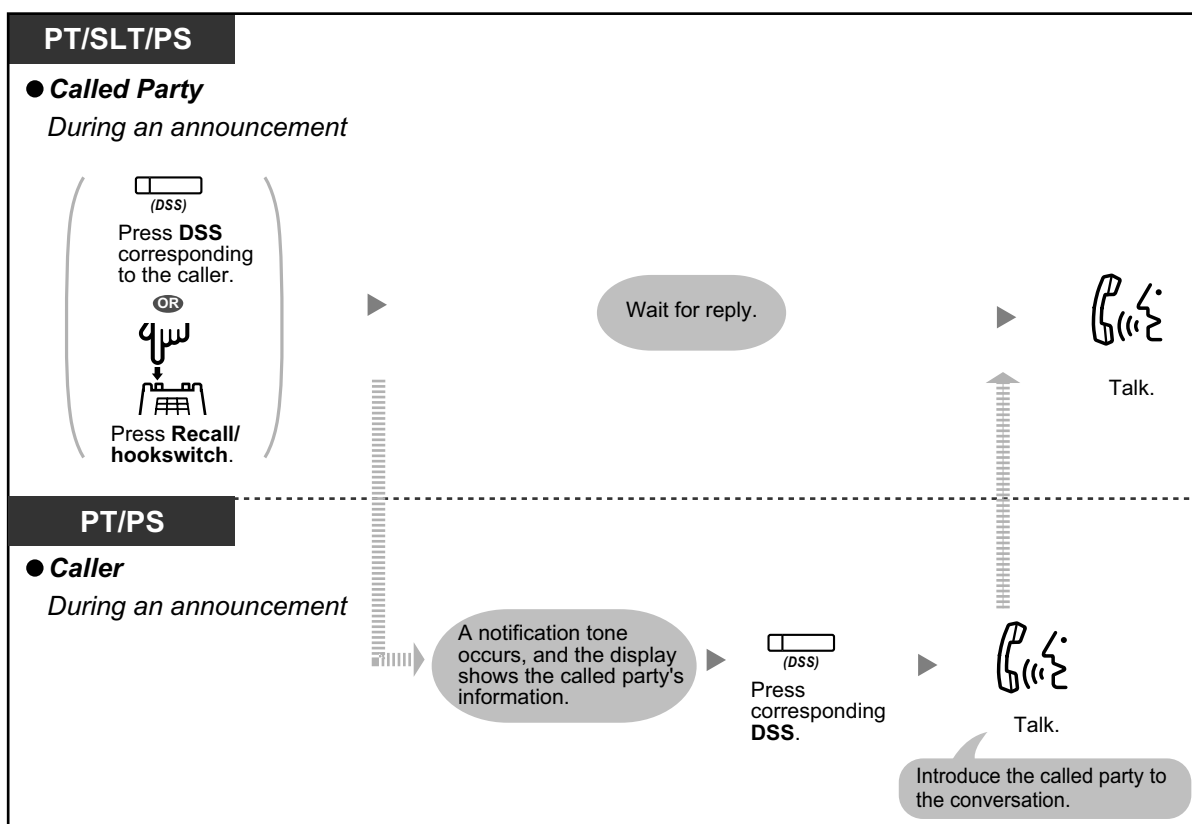 PT/SLT/PS
● Called Party
During an announcement
(DSS)
Press DSS
corresponding
to the caller.
OR
Press Recall/
hookswitch.
Wait for reply.
Talk.
PT/PS
● Caller
During an announcement
A notification tone
occurs, and the display
shows the called party's
information.
(DSS)
Press
corresponding
DSS.
Talk.
Introduce the called party to
the conversation.